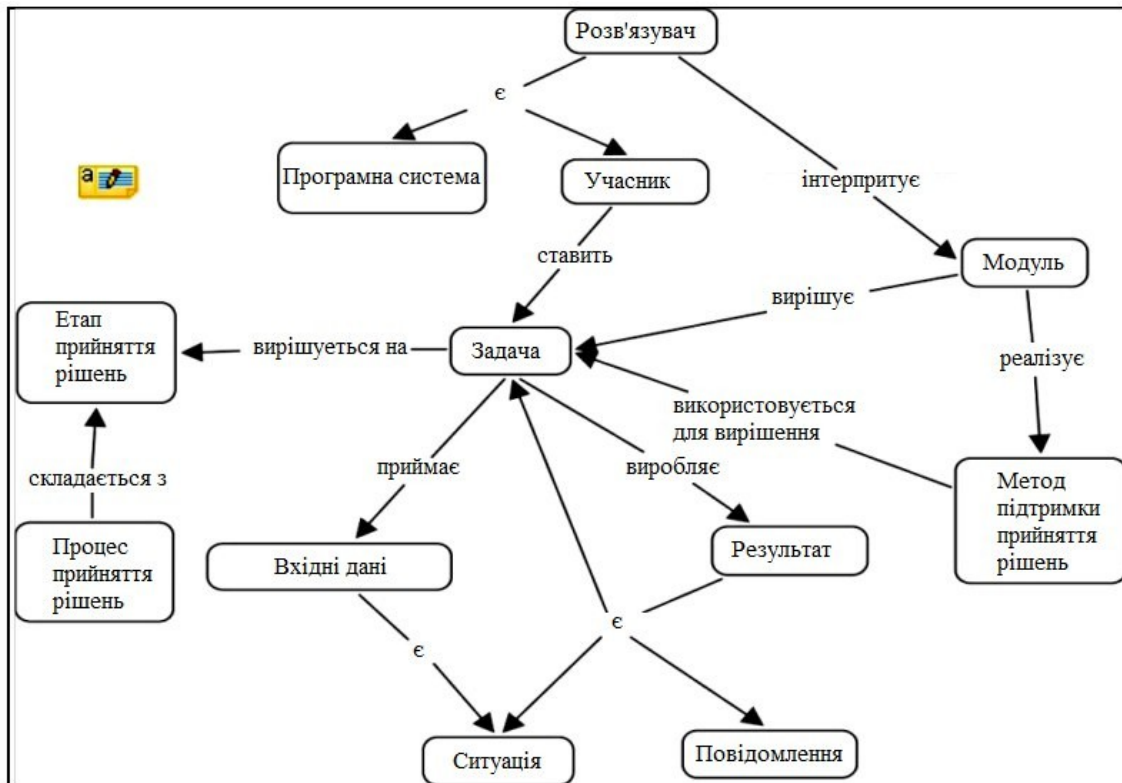 Розв'язувач
є
Програмна система
Учасник
інтерпритує
a
ставить
Модуль
вирішує
Етап
прийняття
рішень
вирішується на
Задача
реалізує
використовується
для вирішення
приймає
виробляє
складається з
Метод
підтримки
прийняття
рішень
Процес
прийняття
рішень
Вхідні дані
Результат
є
є
Ситуація
Повідомлення